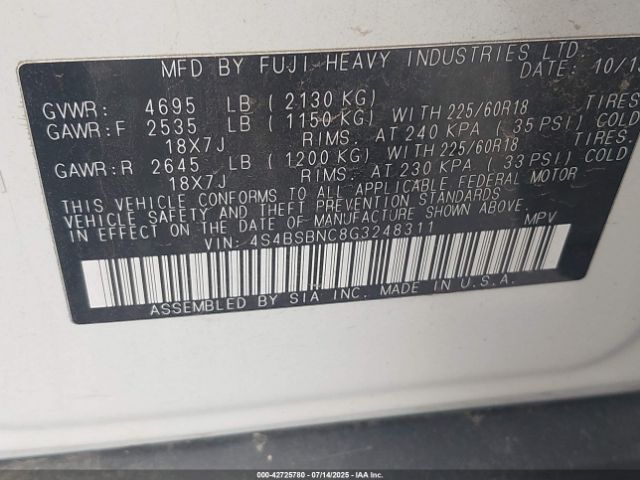 MFD BY FUJI HEAVY INDUSTRIES LTD
DATE: 10/1
GVWR: 4695 LB (2130 KG)
GAWR:F 2535 LB (1150 KG) WITH 225/60R18 TIRES
18X7J RIMS. AT 240 KPA (35 PSI) COLD
GAWR:R 2645 LB (1200 KG) WITH 225/60R18 TIRES.
18X7J RIMS. AT 230 KPA (33 PSI) COLD
THIS VEHICLE CONFORMS TO ALL APPLICABLE FEDERAL MOTOR
VEHICLE SAFETY BUMPER AND THEFT PREVENTION STANDARDS
IN EFFECT ON THE DATE OF MANUFACTURE SHOWN ABOVE.
VIN: 4S4BSBNC8G3248311 MPV
ASSEMBLED BY SIA INC. MADE IN U.S.A.
000-42725780 - 07/14/2025 - IAAI.COM